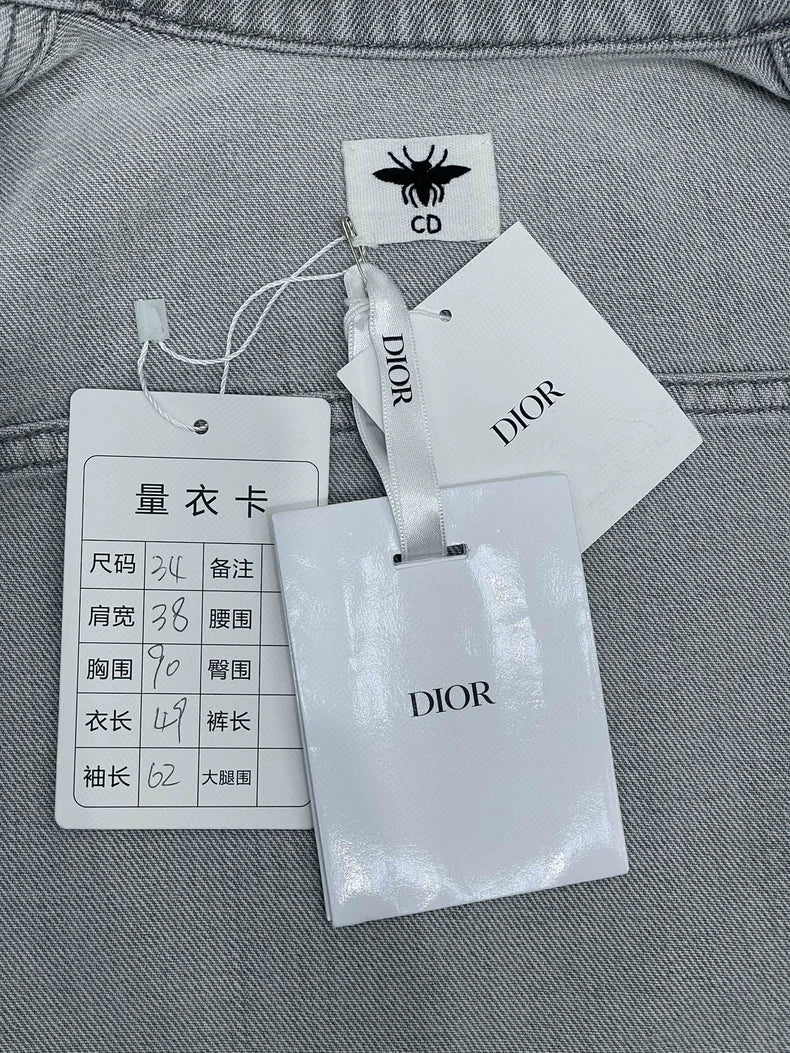 CD
DIOR
DIOR
量衣卡
尺码 34 备注
肩宽 38 腰围
胸围 90 臀围
衣长 49 裤长
袖长 62 大腿围
DIOR